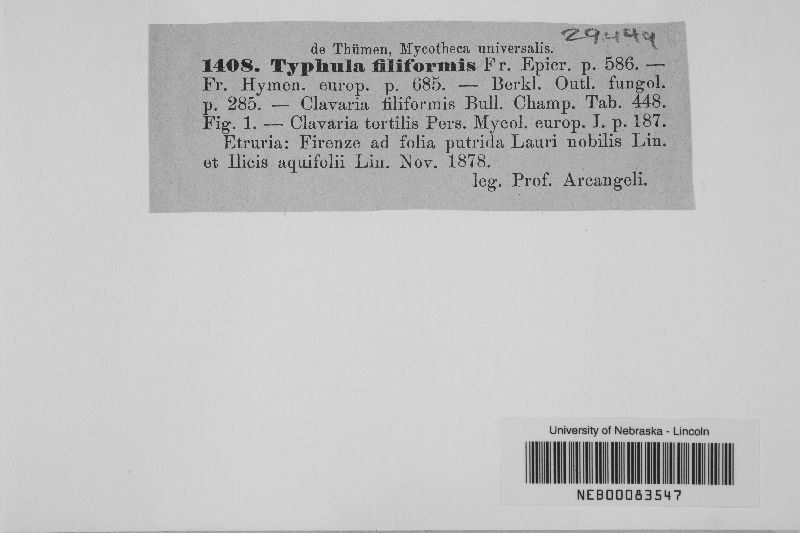 29449
de Thümen, Mycotheca universalis.
1408. Typhula filiformis Fr. Epicr. p. 586. —
Fr. Hymen. europ. p. 685. — Berkl. Outl. fungol.
p. 285. — Clavaria filiformis Bull. Champ. Tab. 448.
Fig. 1. — Clavaria tortilis Pers. Mycol. europ. I. p. 187.
Etruria: Firenze ad folia putrida Lauri nobilis Lin.
et Ilicis aquifolii Lin. Nov. 1878.
leg. Prof. Arcangeli.
University of Nebraska - Lincoln
NEB00083547